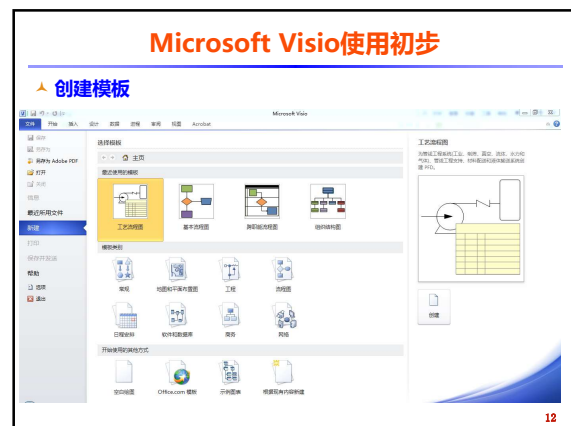 Microsoft Visio使用初步
创建模板
Microsoft Visio
文件 开始 插入 设计 数据 进程 审阅 视图 Acrobat
保存
另存为
另存为 Adobe PDF
打开
关闭
信息
最近所用文件
新建
打印
保存并发送
帮助
选项
退出
选择模板
主页
最近使用的模板
工艺流程图 基本流程图 跨职能流程图 组织结构图
模板类别
常规 地图和平面布置图 工程 流程图
日程安排 软件和数据库 商务 网络
开始使用的其他方式
空白绘图 Office.com 模板 示例图表 根据现有内容新建
工艺流程图
创建
12